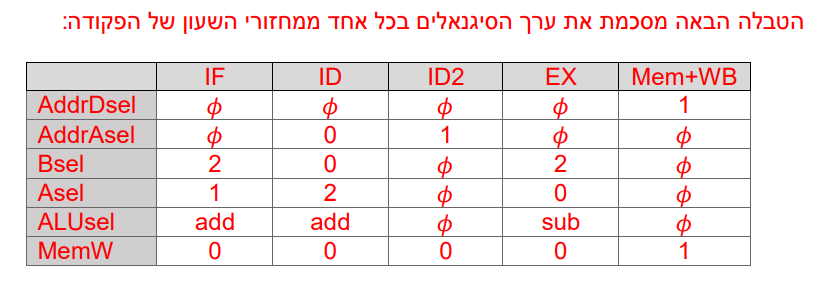 הטבלה הבאה מסכמת את ערך הסיגנאלים בכל אחד ממחזורי השעון של הפקודה:
IF ID ID2 EX Mem+WB
AddrDsel ϕ ϕ ϕ ϕ 1
AddrAsel ϕ 0 1 ϕ ϕ
Bsel 2 0 ϕ 2 ϕ
Asel 1 2 ϕ 0 ϕ
ALUsel add add ϕ sub ϕ
MemW 0 0 0 0 1